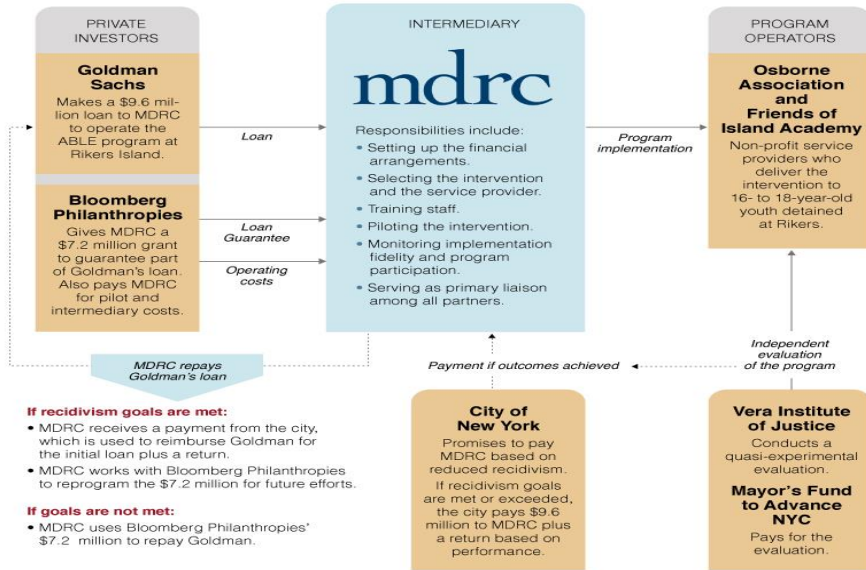 PRIVATE
INVESTORS
Goldman
Sachs
Makes a $9.6 mil-
lion loan to MDRC
to operate the
ABLE program at
Rikers Island.
Bloomberg
Philanthropies
Gives MDRC a
$7.2 million grant
to guarantee part
of Goldman's loan.
Also pays MDRC
for pilot and
intermediary costs.
Loan
Loan
Guarantee
Operating
costs
INTERMEDIARY
mdrc
Responsibilities include:
• Setting up the financial
arrangements.
• Selecting the intervention
and the service provider.
• Training staff.
• Piloting the intervention.
• Monitoring implementation
fidelity and program
participation.
• Serving as primary liaison
among all partners.
Program
implementation
PROGRAM
OPERATORS
Osborne
Association
and
Friends of
Island Academy
Non-profit service
providers who
deliver the
intervention to
16- to 18-year-old
youth detained
at Rikers.
MDRC repays
Goldman's loan
Payment if outcomes achieved
Independent
evaluation
of the program
If recidivism goals are met:
• MDRC receives a payment from the city,
which is used to reimburse Goldman for
the initial loan plus a return.
• MDRC works with Bloomberg Philanthropies
to reprogram the $7.2 million for future efforts.
If goals are not met:
• MDRC uses Bloomberg Philanthropies'
$7.2 million to repay Goldman.
City of
New York
Promises to pay
MDRC based on
reduced recidivism.
If recidivism goals
are met or exceeded,
the city pays $9.6
million to MDRC plus
a return based on
performance.
Vera Institute
of Justice
Conducts a
quasi-experimental
evaluation.
Mayor's Fund
to Advance
NYC
Pays for the
evaluation.